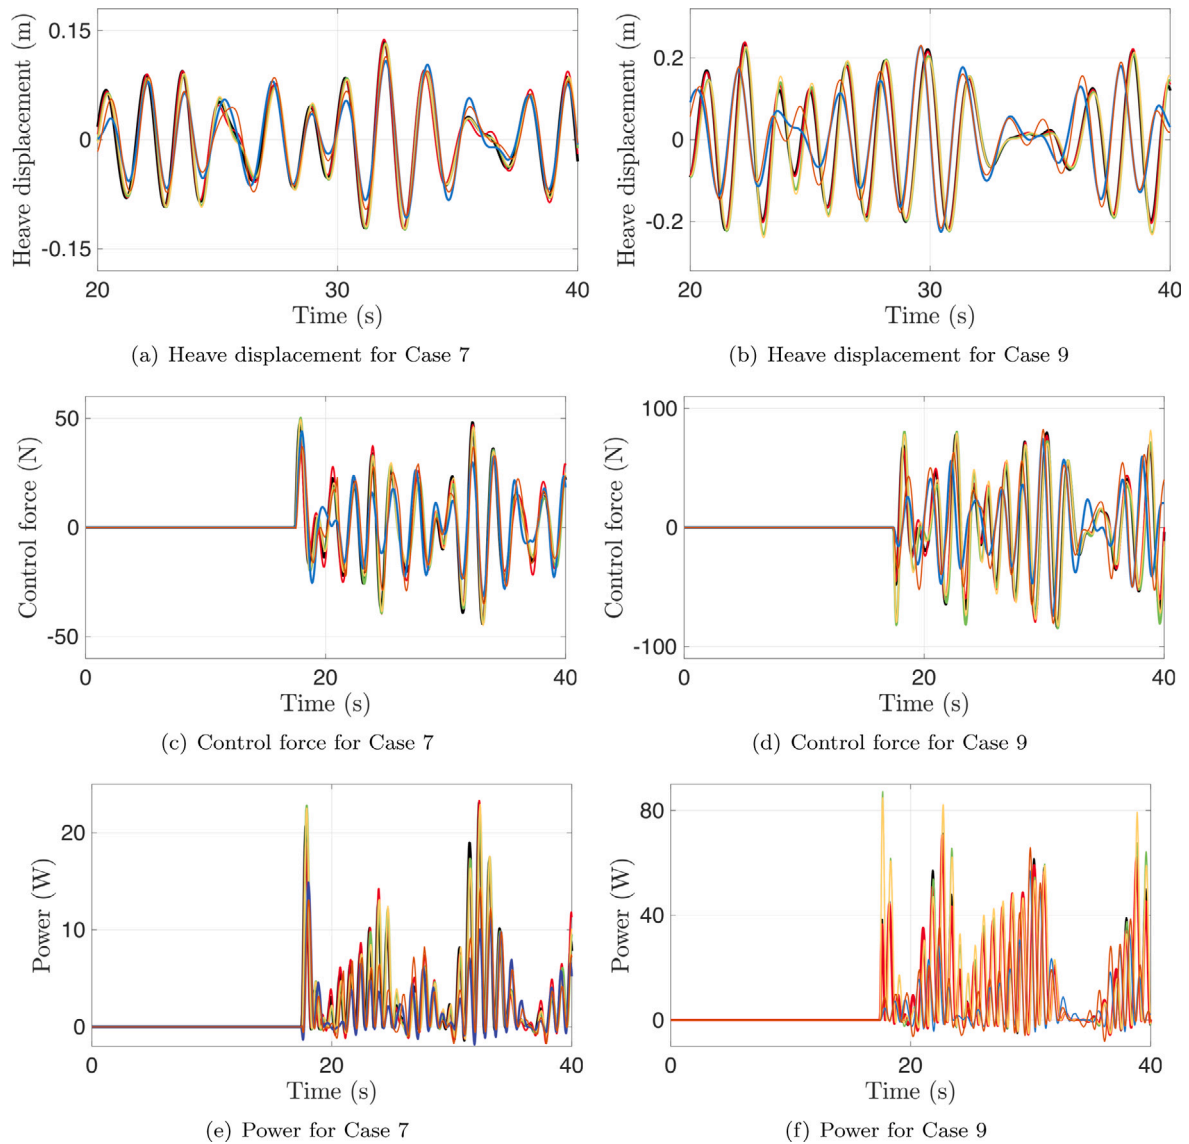 Heave displacement (m)
0.15
0
-0.15
20
30
40
Time (s)
(a) Heave displacement for Case 7
Heave displacement (m)
0.2
0
-0.2
20
30
40
Time (s)
(b) Heave displacement for Case 9
Control force (N)
50
0
-50
0
20
40
Time (s)
(c) Control force for Case 7
Control force (N)
100
0
-100
0
20
40
Time (s)
(d) Control force for Case 9
Power (W)
20
10
0
0
20
40
Time (s)
(e) Power for Case 7
Power (W)
80
40
0
0
20
40
Time (s)
(f) Power for Case 9